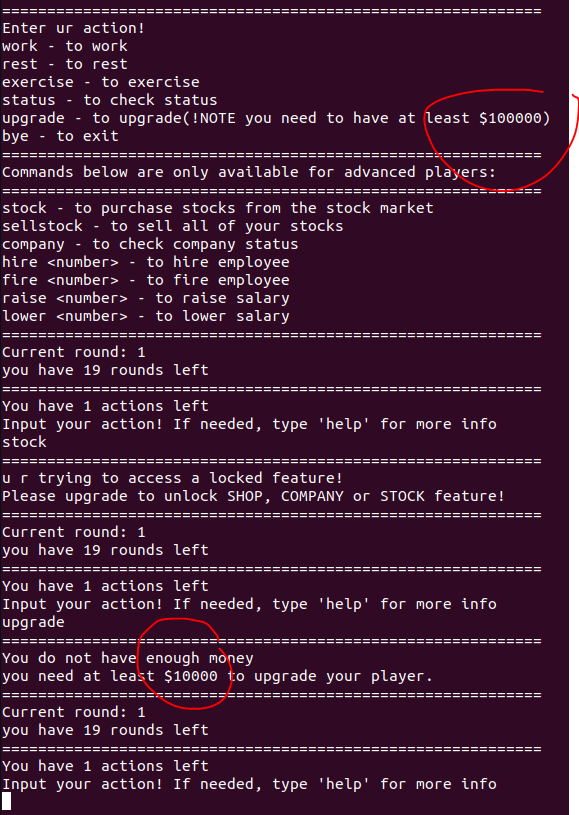 ============================================================
Enter ur action!
work - to work
rest - to rest
exercise - to exercise
status - to check status
upgrade - to upgrade(!NOTE you need to have at least $100000)
bye - to exit
============================================================
Commands below are only available for advanced players:
============================================================
stock - to purchase stocks from the stock market
sellstock - to sell all of your stocks
company - to check company status
hire <number> - to hire employee
fire <number> - to fire employee
raise <number> - to raise salary
lower <number> - to lower salary
============================================================
Current round: 1
you have 19 rounds left
============================================================
You have 1 actions left
Input your action! If needed, type 'help' for more info
stock
============================================================
u r trying to access a locked feature!
Please upgrade to unlock SHOP, COMPANY or STOCK feature!
============================================================
Current round: 1
you have 19 rounds left
============================================================
You have 1 actions left
Input your action! If needed, type 'help' for more info
upgrade
============================================================
You do not have enough money
you need at least $10000 to upgrade your player.
============================================================
Current round: 1
you have 19 rounds left
============================================================
You have 1 actions left
Input your action! If needed, type 'help' for more info